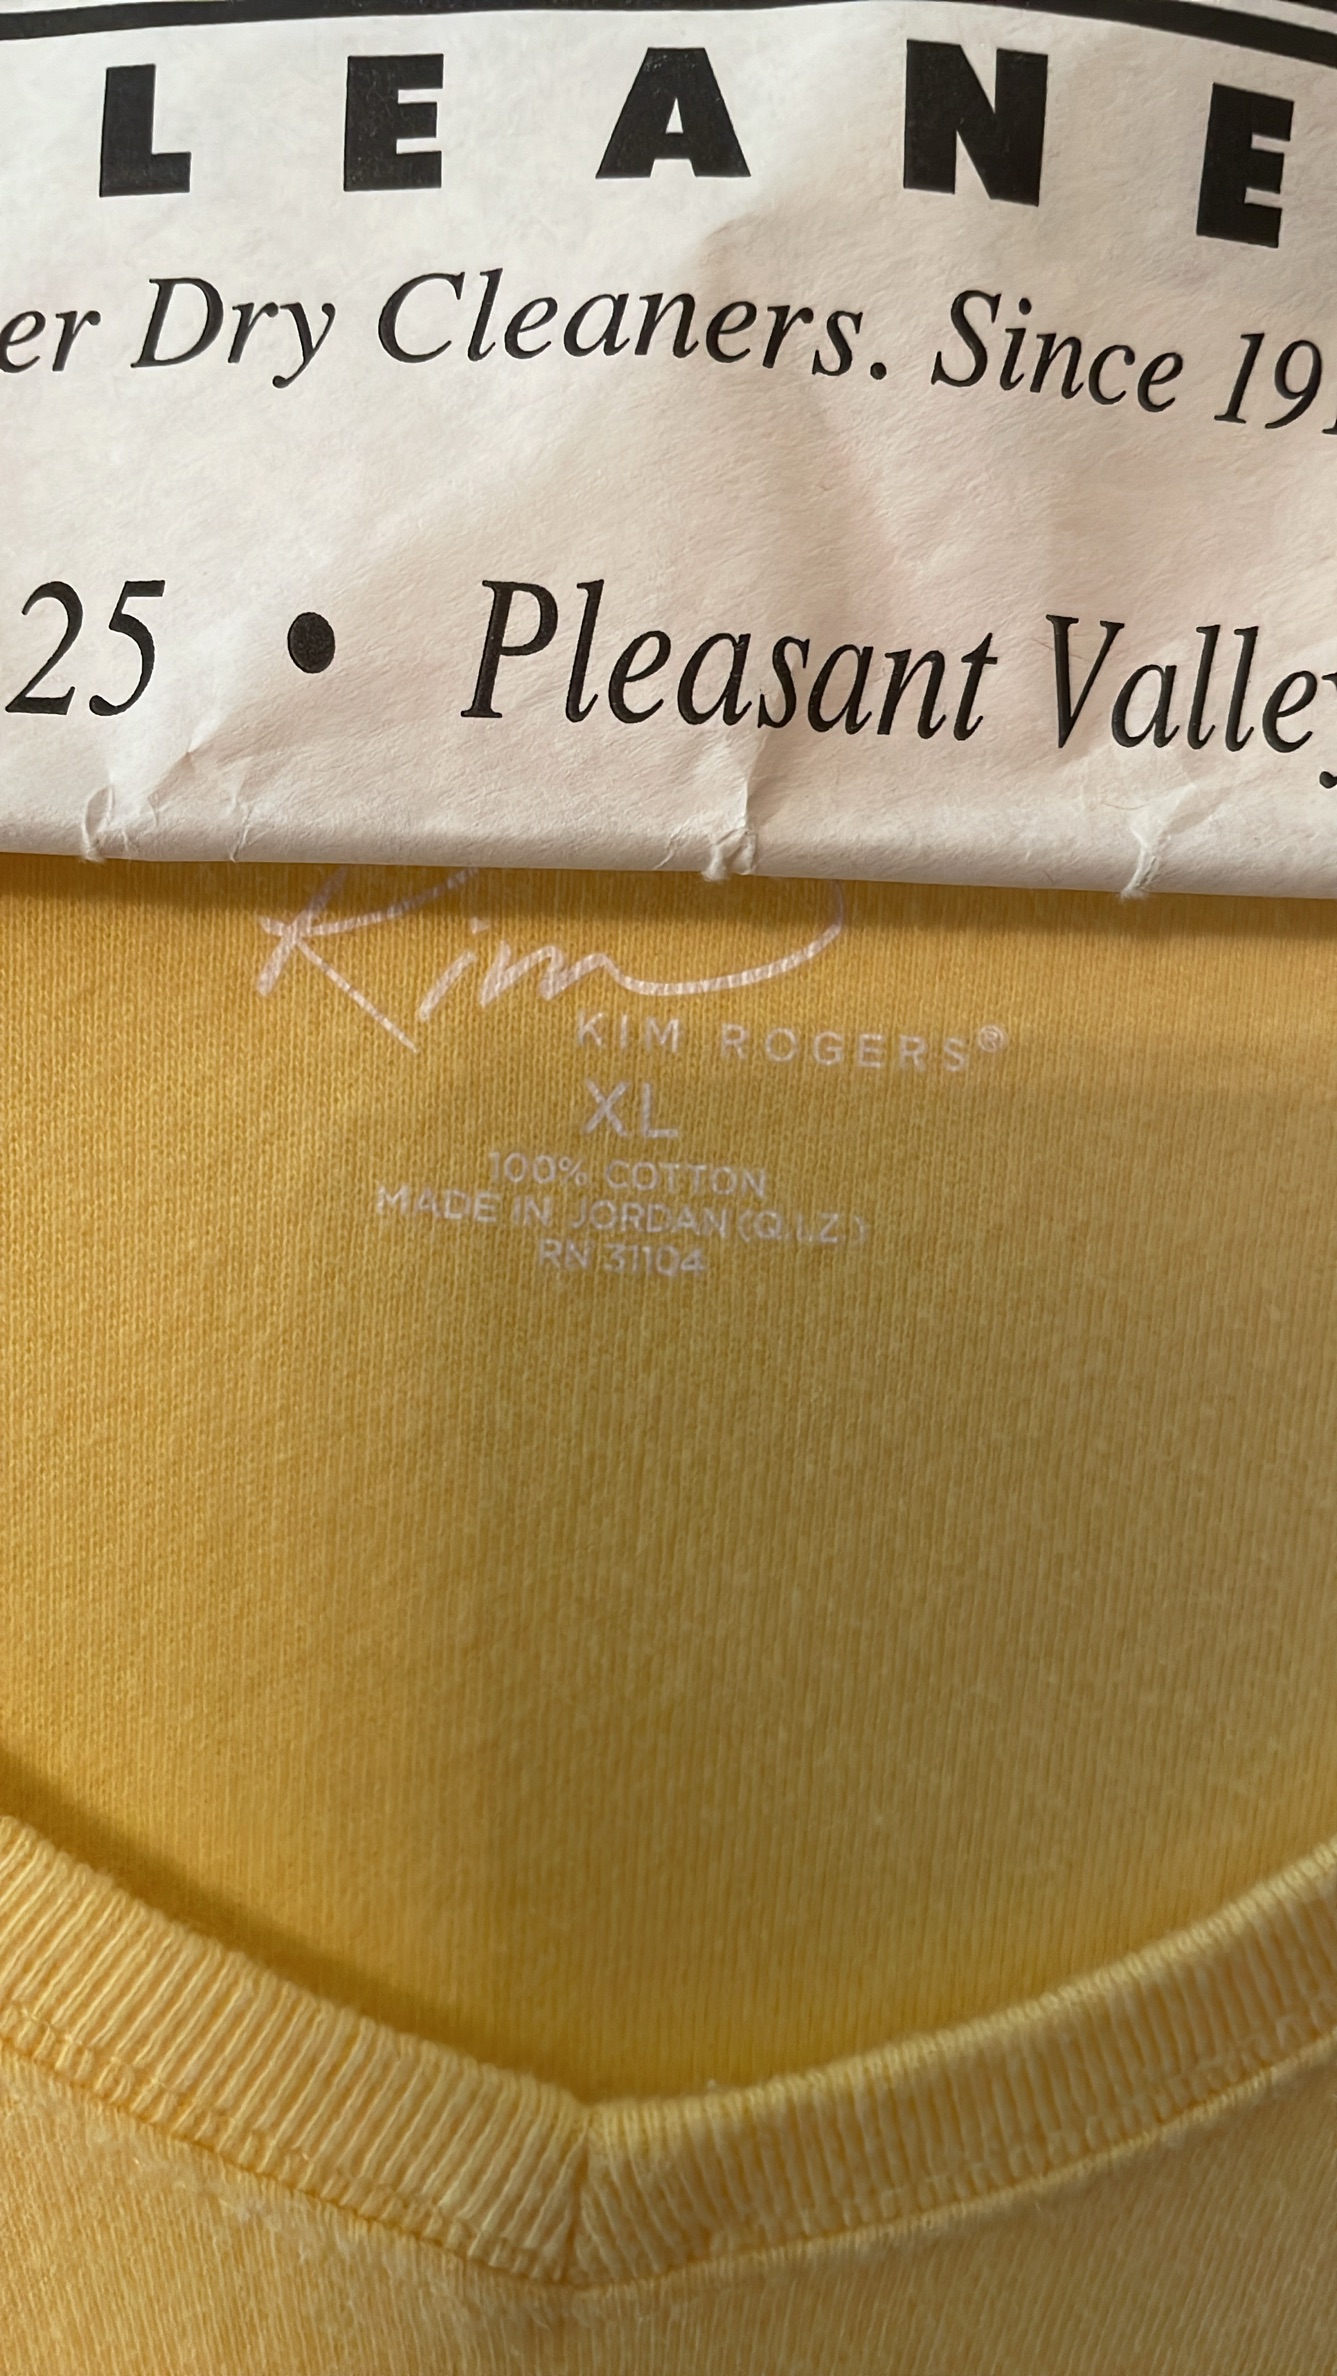 LEANE
er Dry Cleaners. Since 19
25 • Pleasant Valley
Kim
KIM ROGERS®
XL
100% COTTON
MADE IN JORDAN (Q.I.Z.)
RN 31104